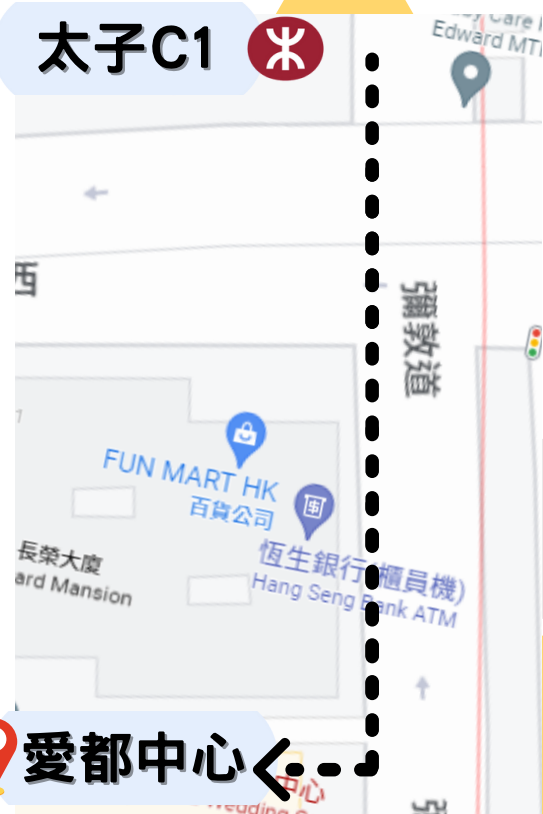 太子C1
Edward MT
西
彌敦道
FUN MART HK
百貨公司
恆生銀行(櫃員機)
Hang Seng Bank ATM
長榮大廈
ard Mansion
愛都中心
中心